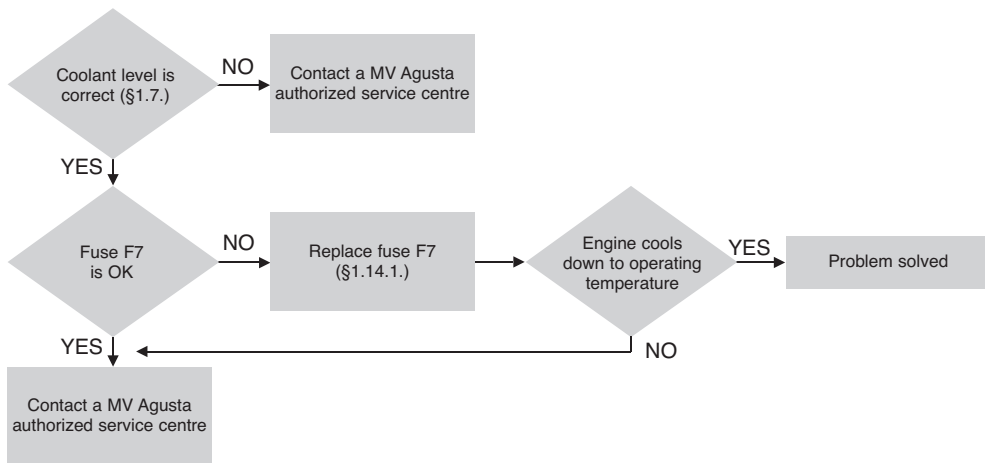 Coolant level is
correct (§1.7.)
NO
Contact a MV Agusta
authorized service centre
YES
Fuse F7
is OK
NO
Replace fuse F7
(§1.14.1.)
Engine cools
down to operating
temperature
YES
Problem solved
YES
NO
Contact a MV Agusta
authorized service centre